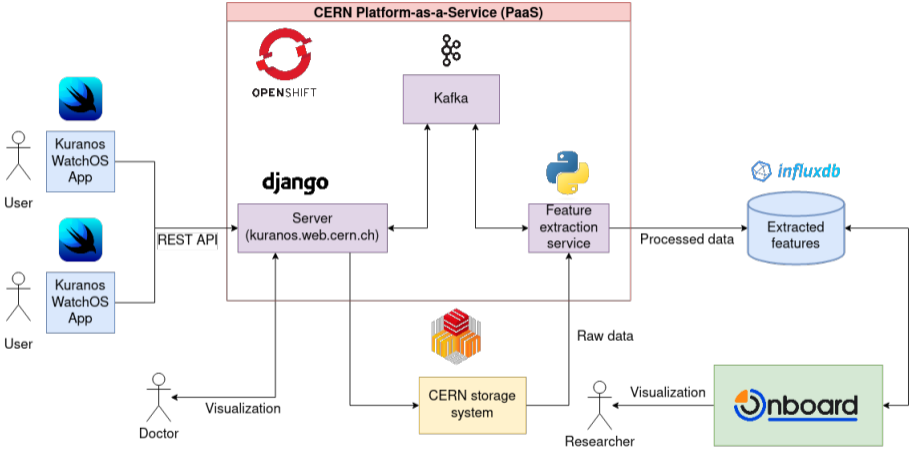 CERN Platform-as-a-Service (PaaS)
OPENSHIFT
Kafka
Kuranos
WatchOS
App
User
django
Server
(kuranos.web.cern.ch)
REST API
Feature
extraction
service
Processed data
influxdb
Extracted
features
Kuranos
WatchOS
App
User
Raw data
CERN storage
system
Doctor
Visualization
Researcher
Visualization
Onboard